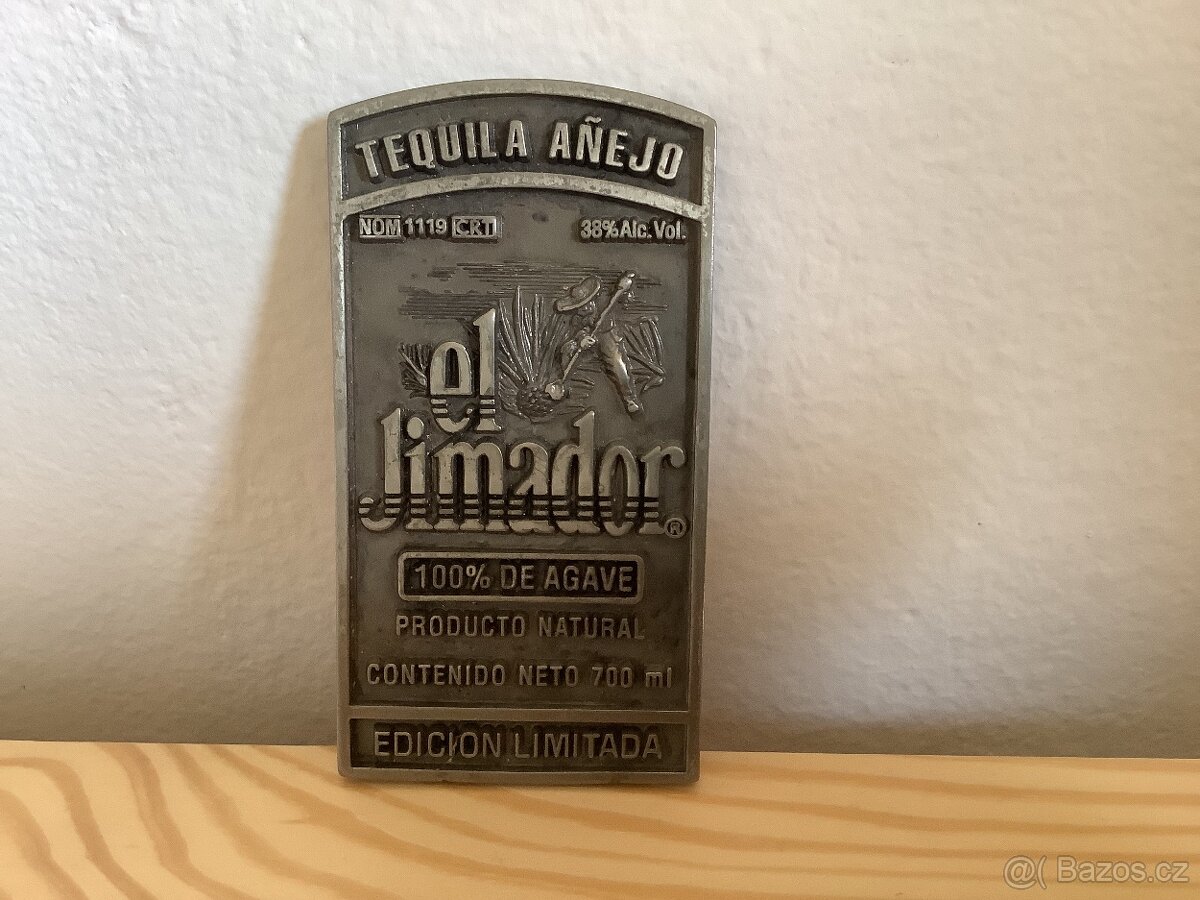 TEQUILA AÑEJO
NOM 1119 CRT 38% Alc. Vol.
el
Jimador ®
100% DE AGAVE
PRODUCTO NATURAL
CONTENIDO NETO 700 ml
EDICION LIMITADA
@( Bazos.cz